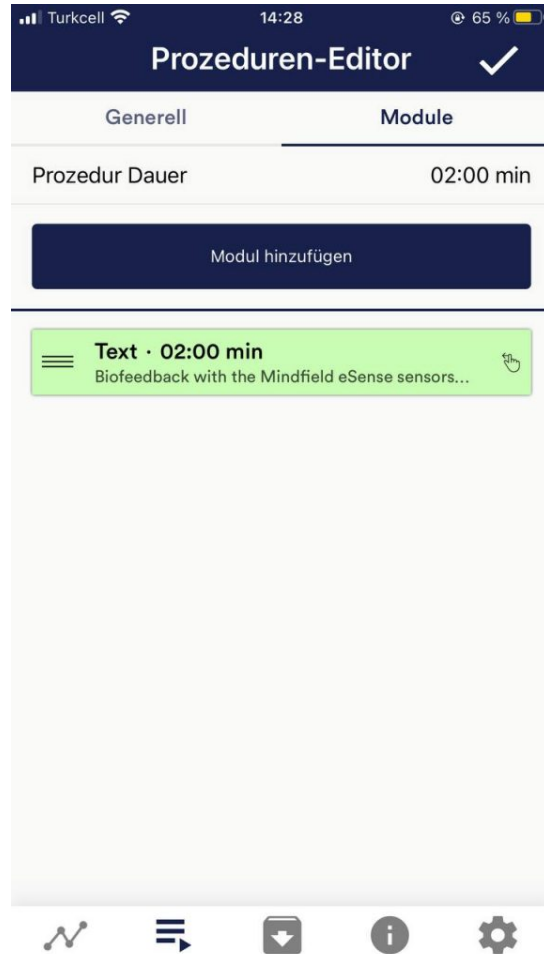 Turkcell 14:28 65 %
Prozeduren-Editor
Generell Module
Prozedur Dauer 02:00 min
Modul hinzufügen
Text · 02:00 min
Biofeedback with the Mindfield eSense sensors...